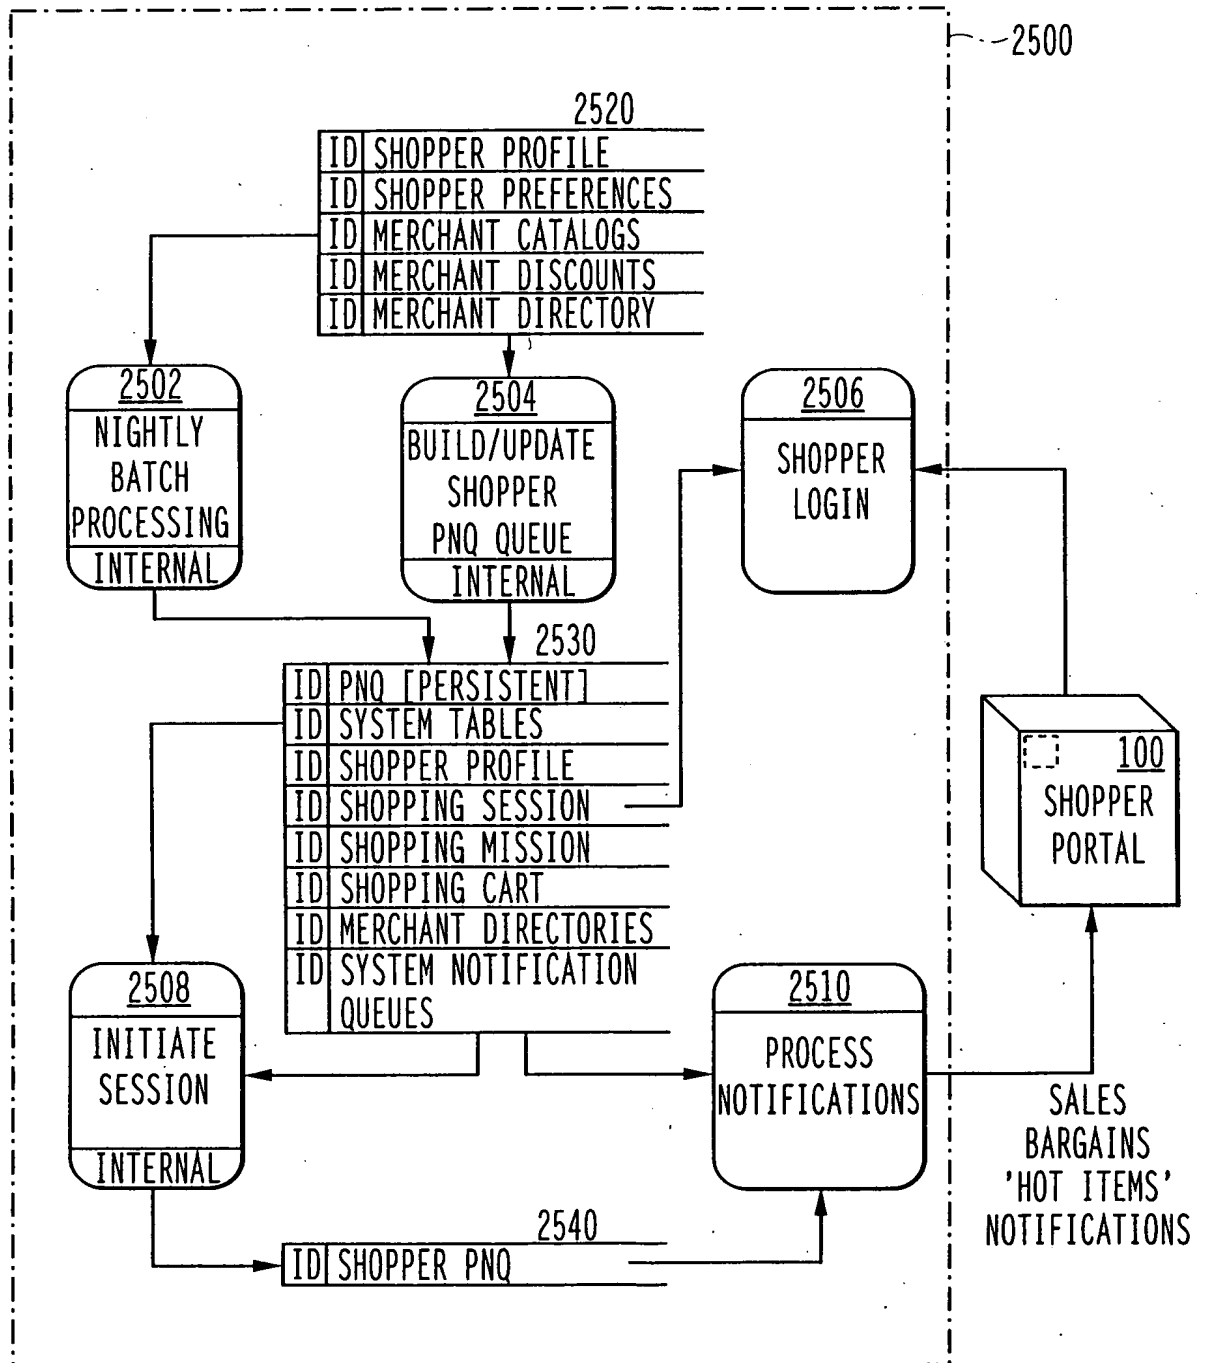 2500
2520
ID SHOPPER PROFILE
ID SHOPPER PREFERENCES
ID MERCHANT CATALOGS
ID MERCHANT DISCOUNTS
ID MERCHANT DIRECTORY
2502
NIGHTLY
BATCH
PROCESSING
INTERNAL
2504
BUILD/UPDATE
SHOPPER
PNQ QUEUE
INTERNAL
2506
SHOPPER
LOGIN
2530
ID PNQ [PERSISTENT]
ID SYSTEM TABLES
ID SHOPPER PROFILE
ID SHOPPING SESSION
ID SHOPPING MISSION
ID SHOPPING CART
ID MERCHANT DIRECTORIES
ID SYSTEM NOTIFICATION
QUEUES
100
SHOPPER
PORTAL
2508
INITIATE
SESSION
INTERNAL
2510
PROCESS
NOTIFICATIONS
SALES
BARGAINS
'HOT ITEMS'
NOTIFICATIONS
2540
ID SHOPPER PNQ